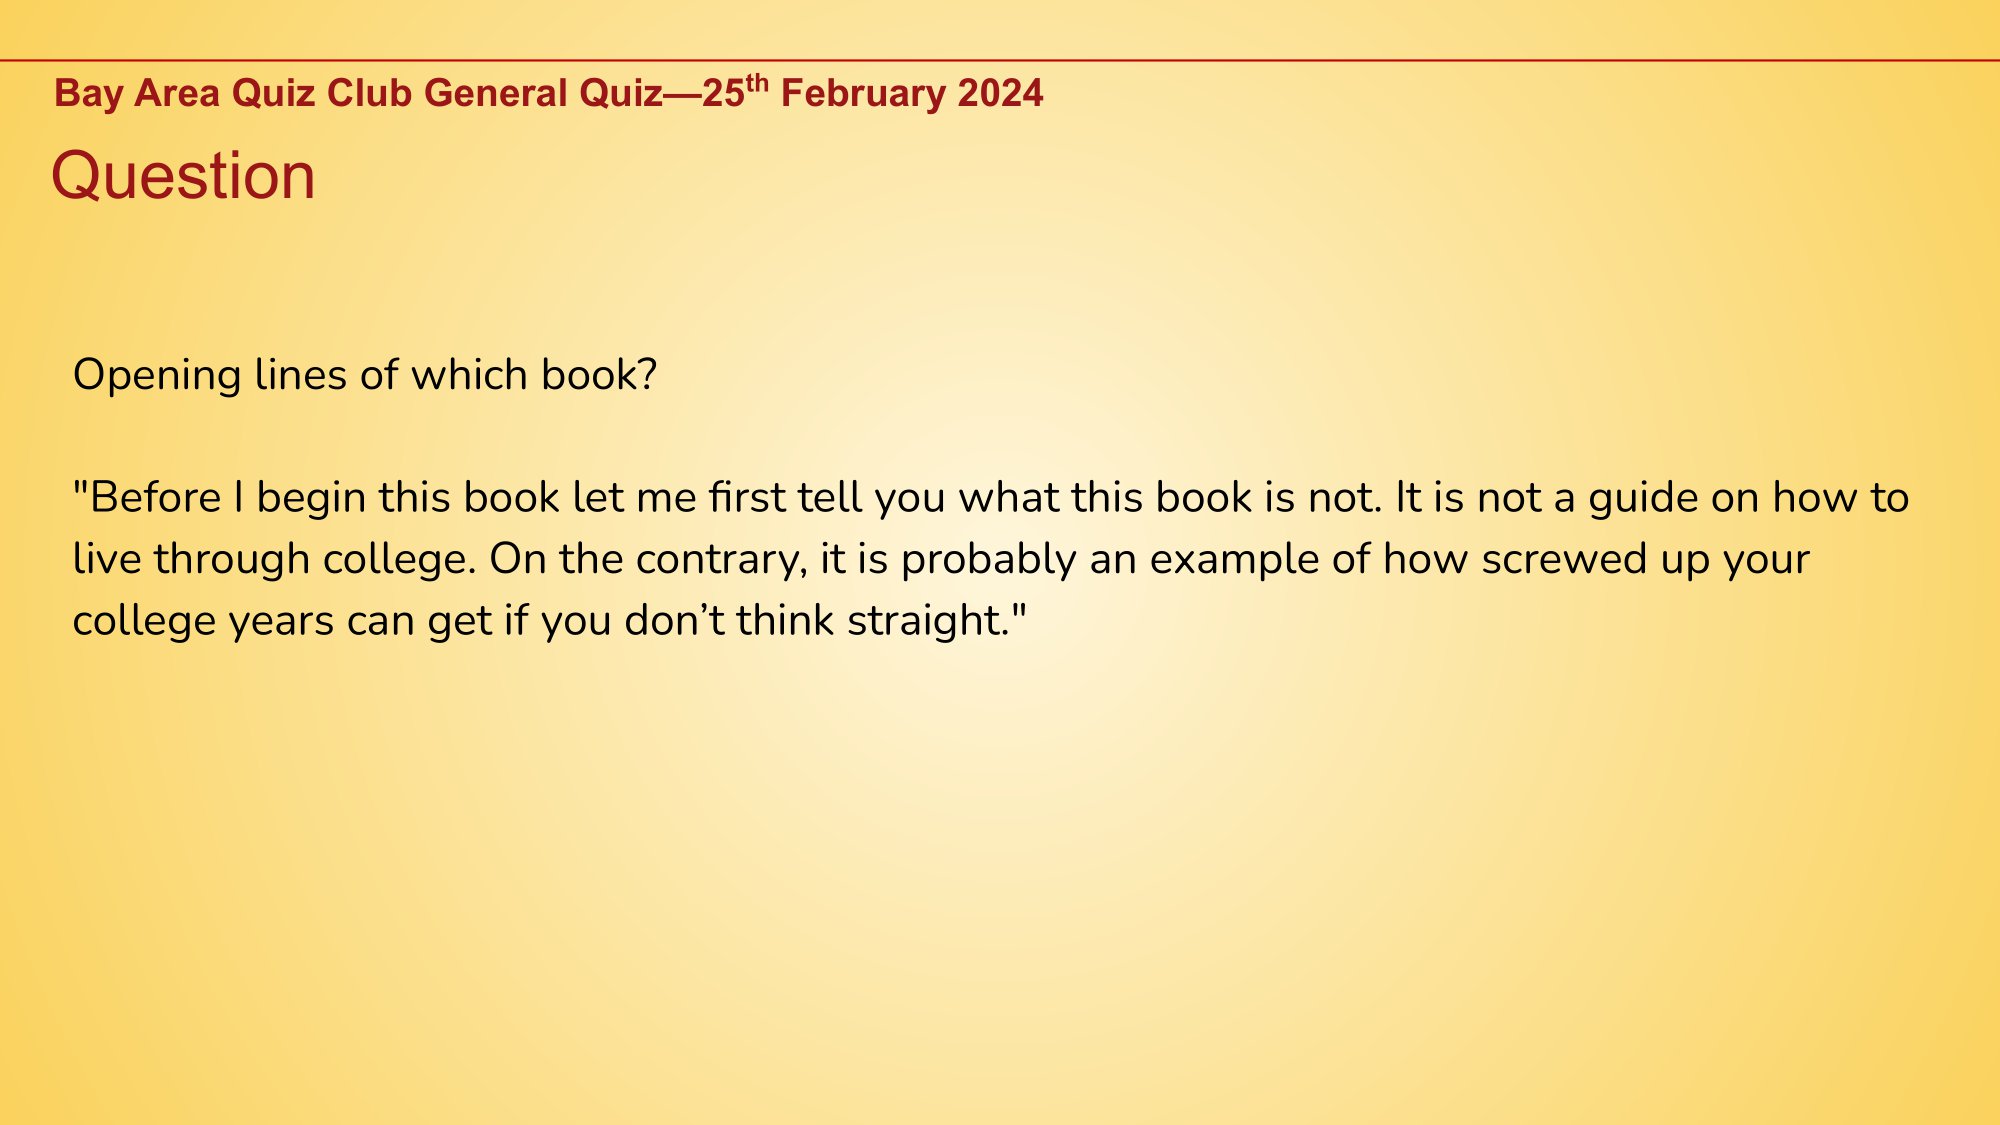 Bay Area Quiz Club General Quiz—25th February 2024
Question
Opening lines of which book?
"Before I begin this book let me first tell you what this book is not. It is not a guide on how to
live through college. On the contrary, it is probably an example of how screwed up your
college years can get if you don’t think straight."